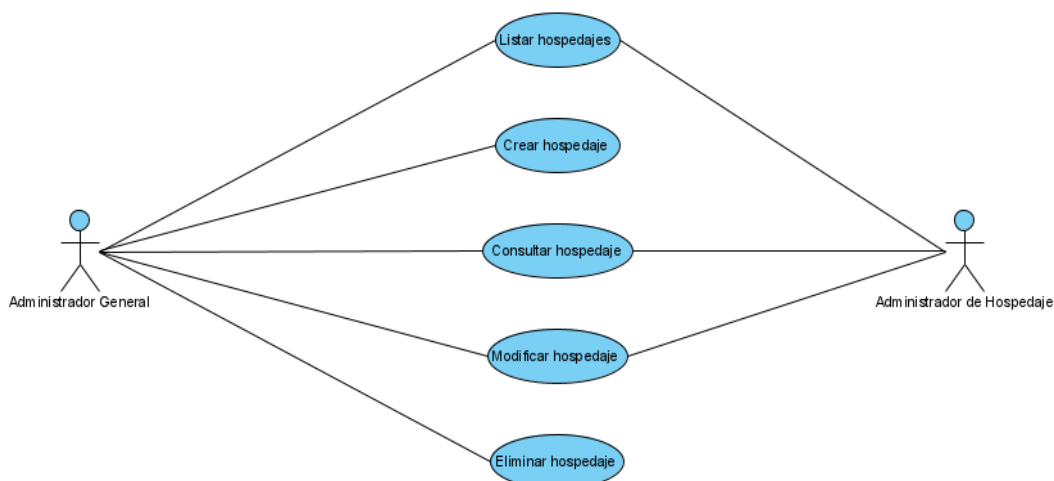 Listar hospedajes
Crear hospedaje
Consultar hospedaje
Administrador General
Administrador de Hospedaje
Modificar hospedaje
Eliminar hospedaje